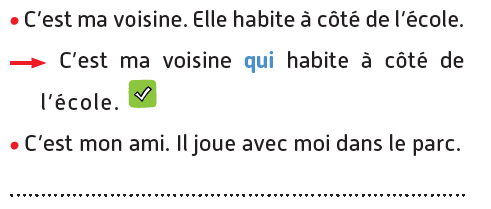 • C'est ma voisine. Elle habite à côté de l'école.
→ C'est ma voisine qui habite à côté de
l'école. ✓
• C'est mon ami. Il joue avec moi dans le parc.